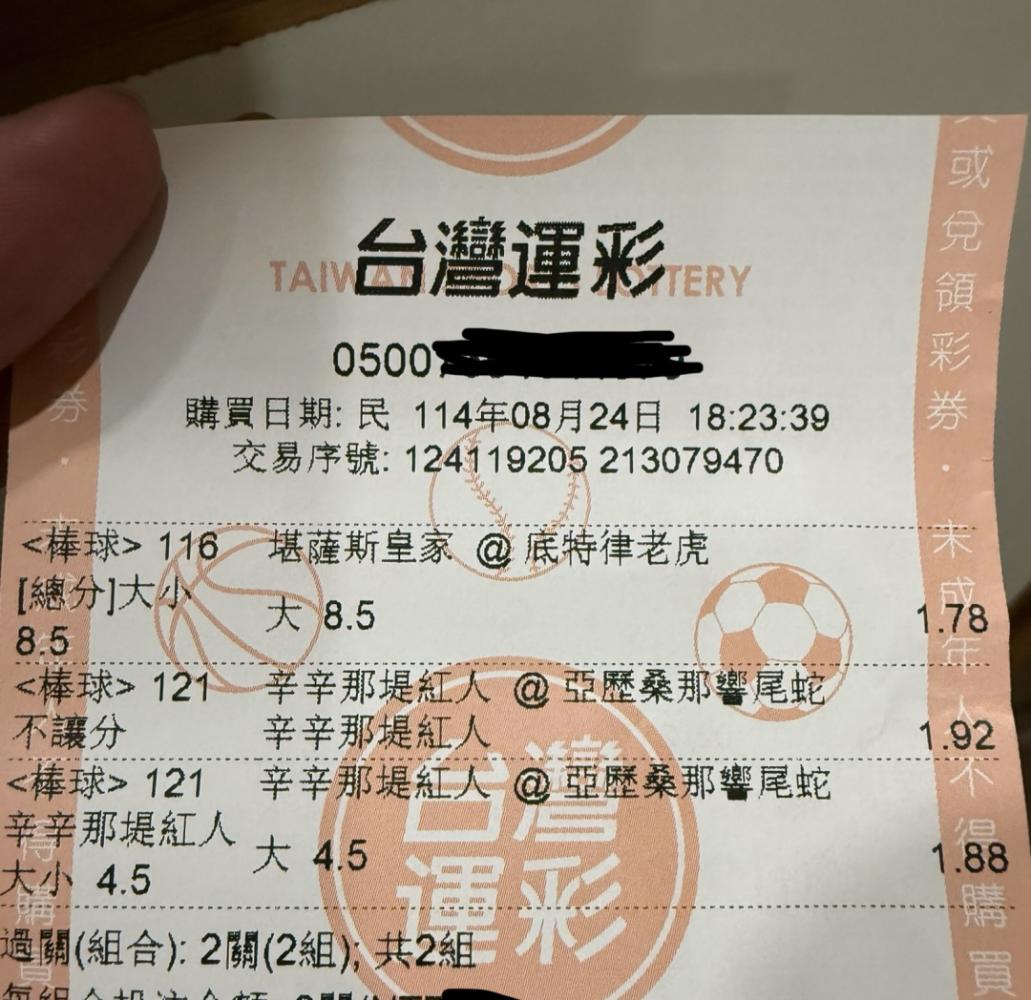 台灣運彩
TAIWAN LOTTERY
0500
購買日期: 民 114年08月24日 18:23:39
交易序號: 124119205 213079470
<棒球> 116 堪薩斯皇家 @ 底特律老虎
[總分]大小 8.5 大 8.5 1.78
<棒球> 121 辛辛那堤紅人 @ 亞歷桑那響尾蛇
不讓分 辛辛那堤紅人 1.92
<棒球> 121 辛辛那堤紅人 @ 亞歷桑那響尾蛇
辛辛那堤紅人
大小 4.5 大 4.5 1.88
過關(組合): 2關(2組); 共2組
台灣運彩
或兌領彩券·未成年人不得購買
券·